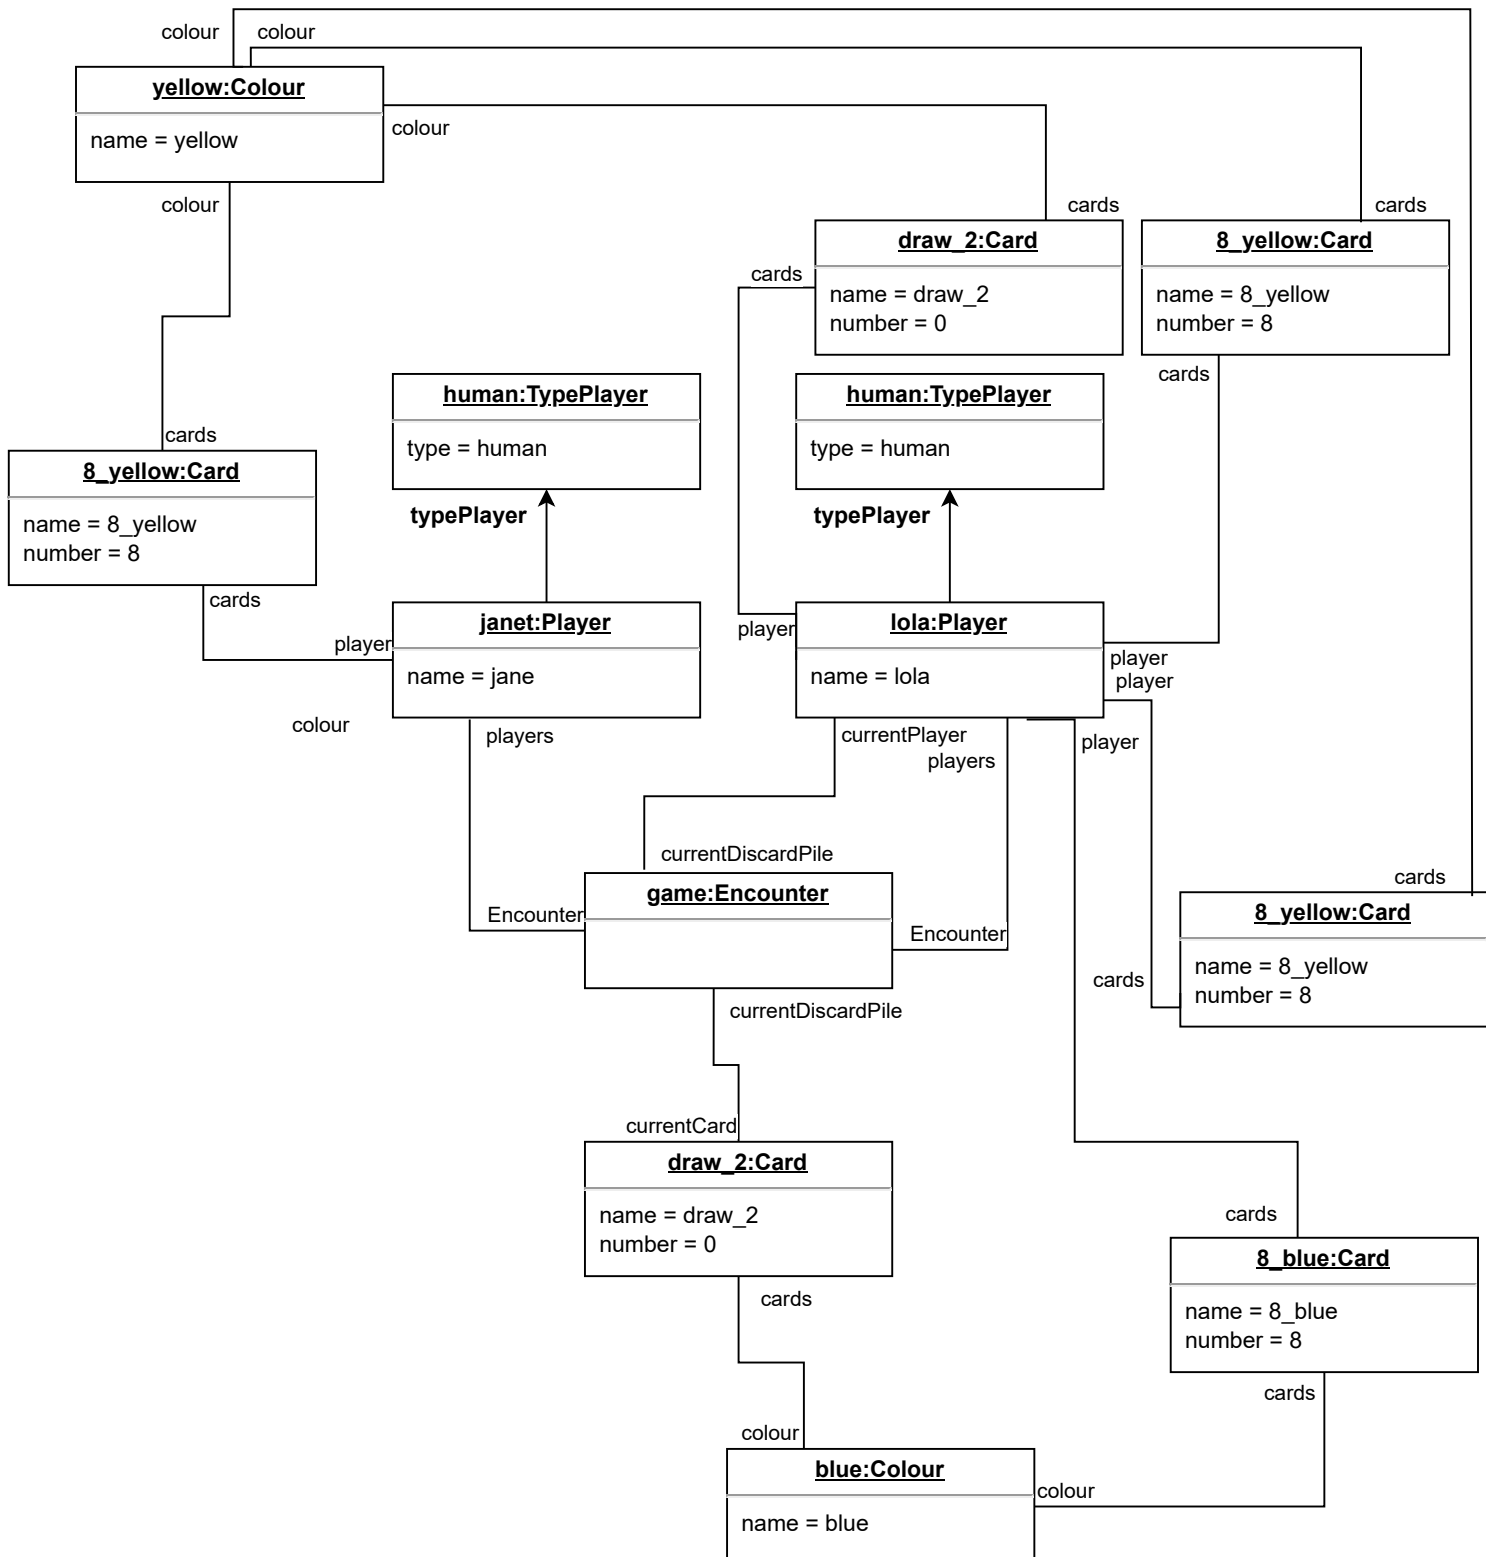 colour
colour
yellow:Colour
name = yellow
colour
colour
cards
cards
draw_2:Card
name = draw_2
number = 0
8_yellow:Card
name = 8_yellow
number = 8
cards
cards
human:TypePlayer
type = human
human:TypePlayer
type = human
cards
8_yellow:Card
name = 8_yellow
number = 8
typePlayer
typePlayer
cards
player
janet:Player
name = jane
player
lola:Player
name = lola
player
player
colour
players
currentPlayer
players
player
currentDiscardPile
game:Encounter
Encounter
Encounter
cards
8_yellow:Card
name = 8_yellow
number = 8
cards
currentDiscardPile
currentCard
draw_2:Card
name = draw_2
number = 0
cards
cards
8_blue:Card
name = 8_blue
number = 8
cards
colour
blue:Colour
name = blue
colour